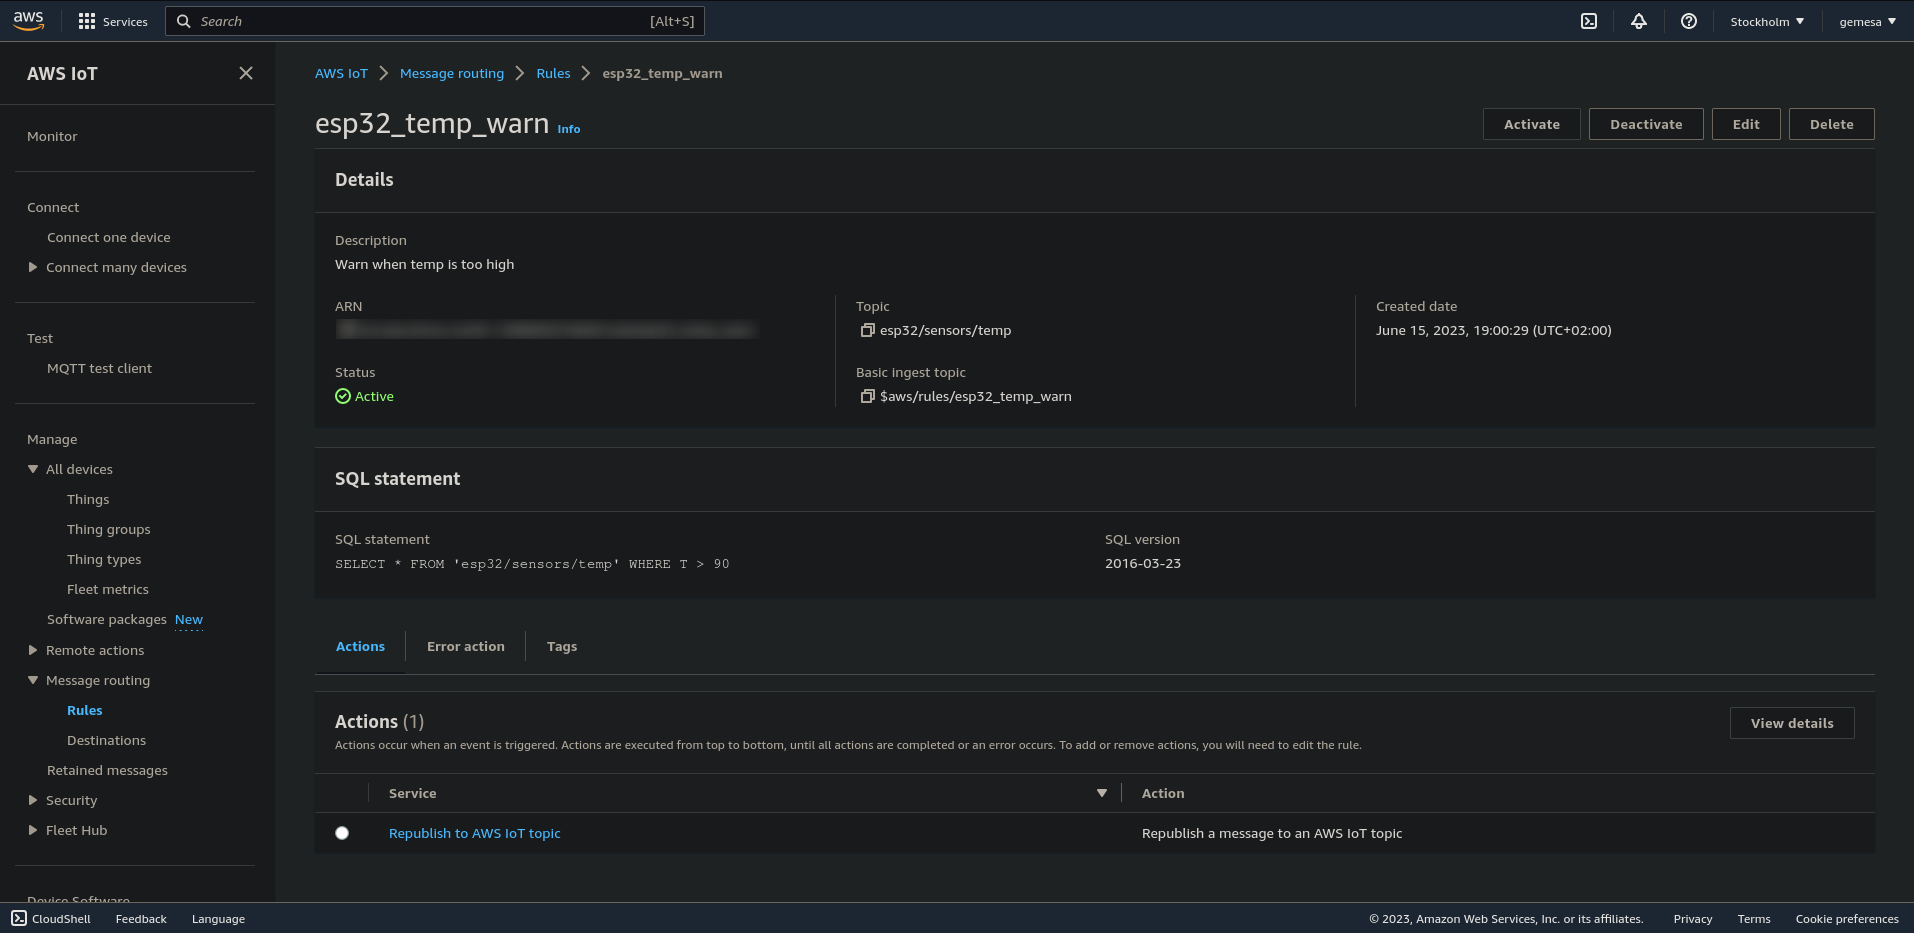 aws
Services
Search
[Alt+S]
Stockholm
gemesa
AWS IoT
Monitor
Connect
Connect one device
Connect many devices
Test
MQTT test client
Manage
All devices
Things
Thing groups
Thing types
Fleet metrics
Software packages New
Remote actions
Message routing
Rules
Destinations
Retained messages
Security
Fleet Hub
Device Software
AWS IoT
Message routing
Rules
esp32_temp_warn
esp32_temp_warn Info
Activate
Deactivate
Edit
Delete
Details
Description
Warn when temp is too high
ARN
Status
Active
Topic
esp32/sensors/temp
Basic ingest topic
$aws/rules/esp32_temp_warn
Created date
June 15, 2023, 19:00:29 (UTC+02:00)
SQL statement
SQL statement
SELECT * FROM 'esp32/sensors/temp' WHERE T > 90
SQL version
2016-03-23
Actions
Error action
Tags
Actions (1)
Actions occur when an event is triggered. Actions are executed from top to bottom, until all actions are completed or an error occurs. To add or remove actions, you will need to edit the rule.
View details
Service
Action
Republish to AWS IoT topic
Republish a message to an AWS IoT topic
CloudShell
Feedback
Language
© 2023, Amazon Web Services, Inc. or its affiliates.
Privacy
Terms
Cookie preferences